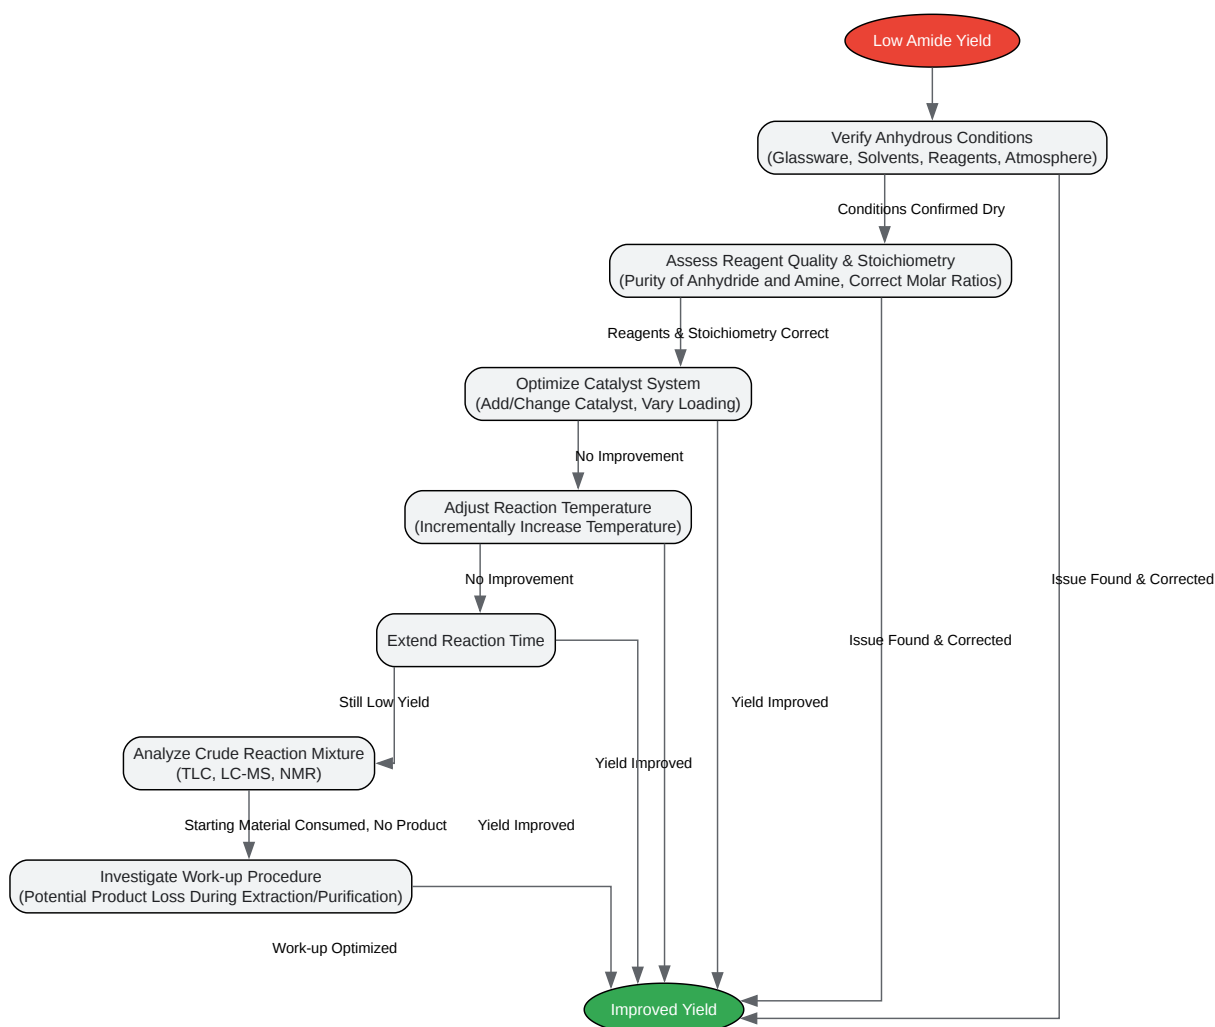 Low Amide Yield
Verify Anhydrous Conditions
(Glassware, Solvents, Reagents, Atmosphere)
Conditions Confirmed Dry
Assess Reagent Quality & Stoichiometry
(Purity of Anhydride and Amine, Correct Molar Ratios)
Reagents & Stoichiometry Correct
Optimize Catalyst System
(Add/Change Catalyst, Vary Loading)
No Improvement
Adjust Reaction Temperature
(Incrementally Increase Temperature)
No Improvement
Issue Found & Corrected
Extend Reaction Time
Issue Found & Corrected
Still Low Yield
Yield Improved
Analyze Crude Reaction Mixture
(TLC, LC-MS, NMR)
Yield Improved
Starting Material Consumed, No Product
Yield Improved
Investigate Work-up Procedure
(Potential Product Loss During Extraction/Purification)
Work-up Optimized
Improved Yield